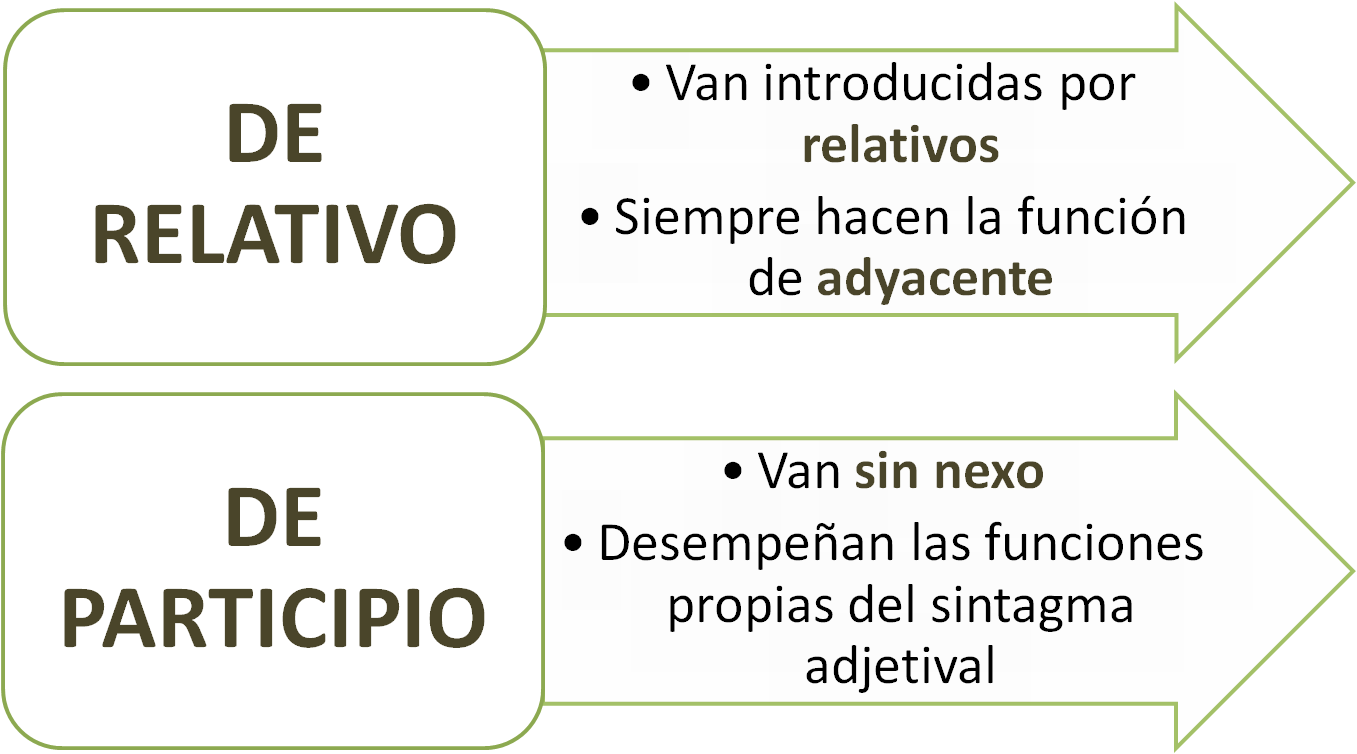 DE
RELATIVO
• Van introducidas por
relativos
• Siempre hacen la función
de adyacente
DE
PARTICIPIO
• Van sin nexo
• Desempeñan las funciones
propias del sintagma
adjetival